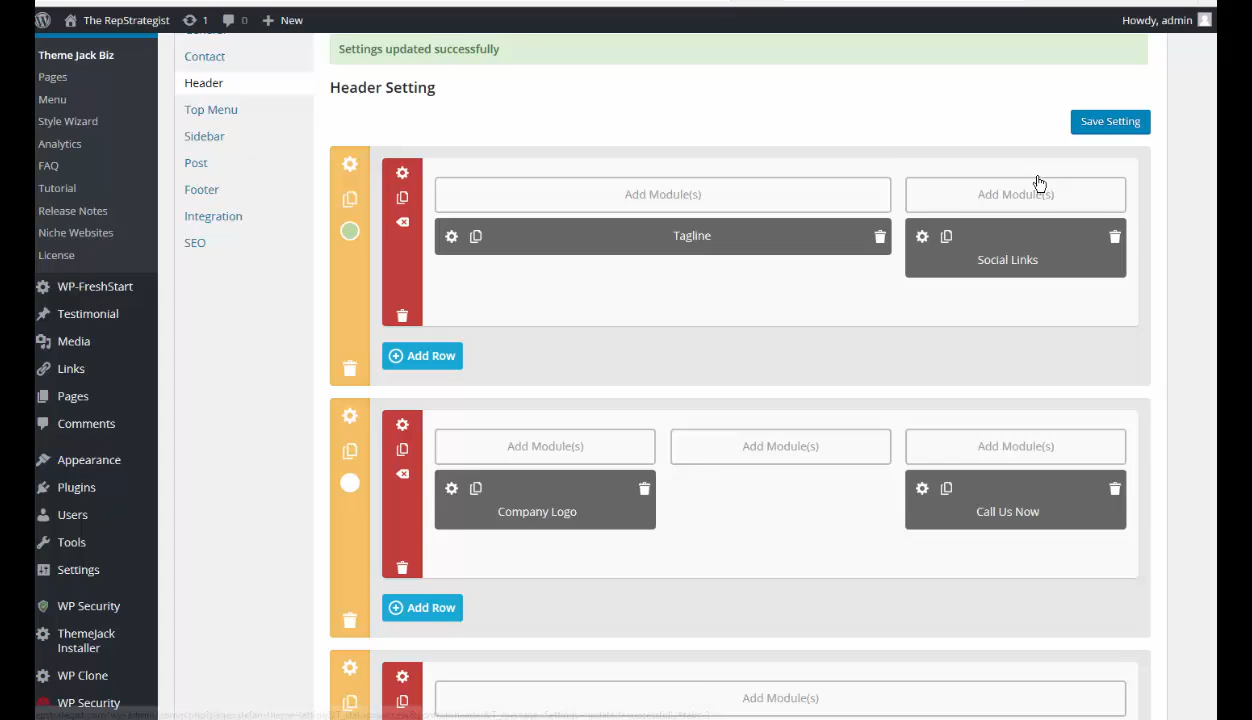 The RepStrategist 1 0 New Howdy, admin
Theme Jack Biz
Pages
Menu
Style Wizard
Analytics
FAQ
Tutorial
Release Notes
Niche Websites
License
WP-FreshStart
Testimonial
Media
Links
Pages
Comments
Appearance
Plugins
Users
Tools
Settings
WP Security
ThemeJack
Installer
WP Clone
WP Security
General
Contact
Header
Top Menu
Sidebar
Post
Footer
Integration
SEO
Settings updated successfully
Header Setting
Save Setting
Add Module(s) Add Module(s)
Tagline
Social Links
Add Row
Add Module(s) Add Module(s) Add Module(s)
Company Logo Call Us Now
Add Row
Add Module(s)